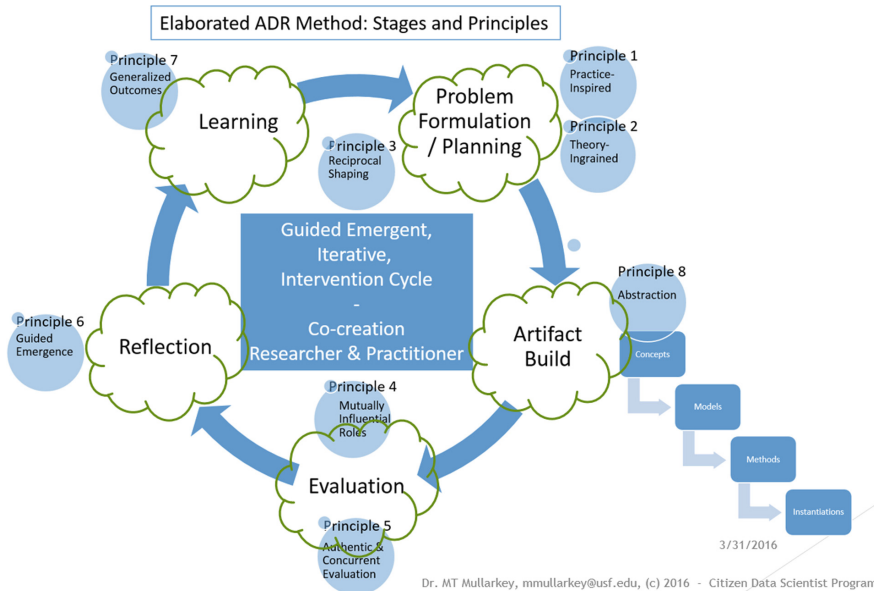 Elaborated ADR Method: Stages and Principles
Principle 7
Generalized
Outcomes
Learning
Problem
Formulation
/ Planning
Principle 1
Practice-
Inspired
Principle 2
Theory-
Ingrained
Principle 3
Reciprocal
Shaping
Guided Emergent,
Iterative,
Intervention Cycle
-
Co-creation
Researcher & Practitioner
Principle 8
Abstraction
Artifact
Build
Concepts
Models
Methods
Instantiations
Principle 6
Guided
Emergence
Reflection
Principle 4
Mutually
Influential
Roles
Evaluation
Principle 5
Authentic &
Concurrent
Evaluation
3/31/2016
Dr. MT Mullarkey, mmullarkey@usf.edu, (c) 2016 - Citizen Data Scientist Program